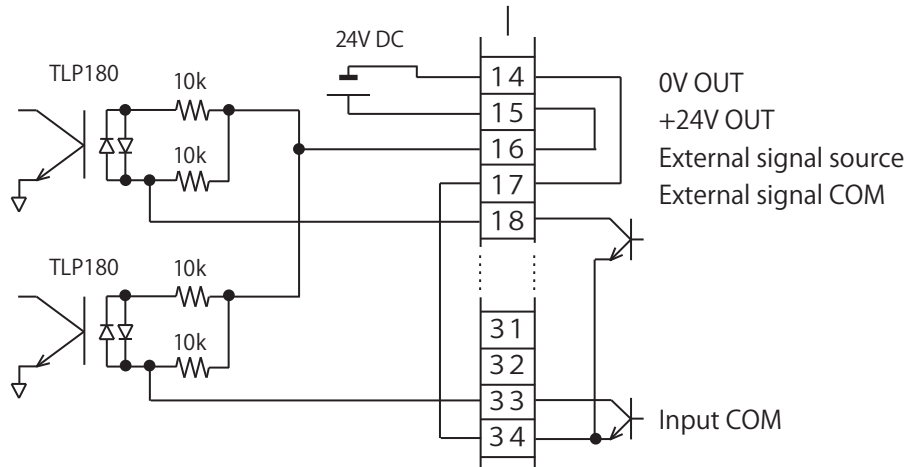 24V DC
TLP180
10k
10k
14
15
16
17
18
0V OUT
+24V OUT
External signal source
External signal COM
TLP180
10k
10k
31
32
33
34
Input COM